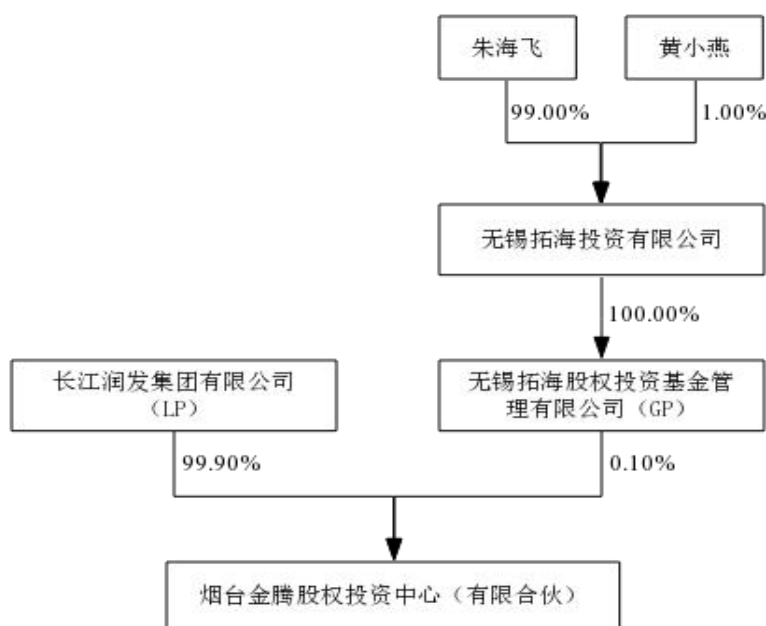 朱海飞
黄小燕
99.00%
1.00%
无锡拓海投资有限公司
100.00%
长江润发集团有限公司
（LP）
无锡拓海股权投资基金管
理有限公司（GP）
99.90%
0.10%
烟台金腾股权投资中心（有限合伙）